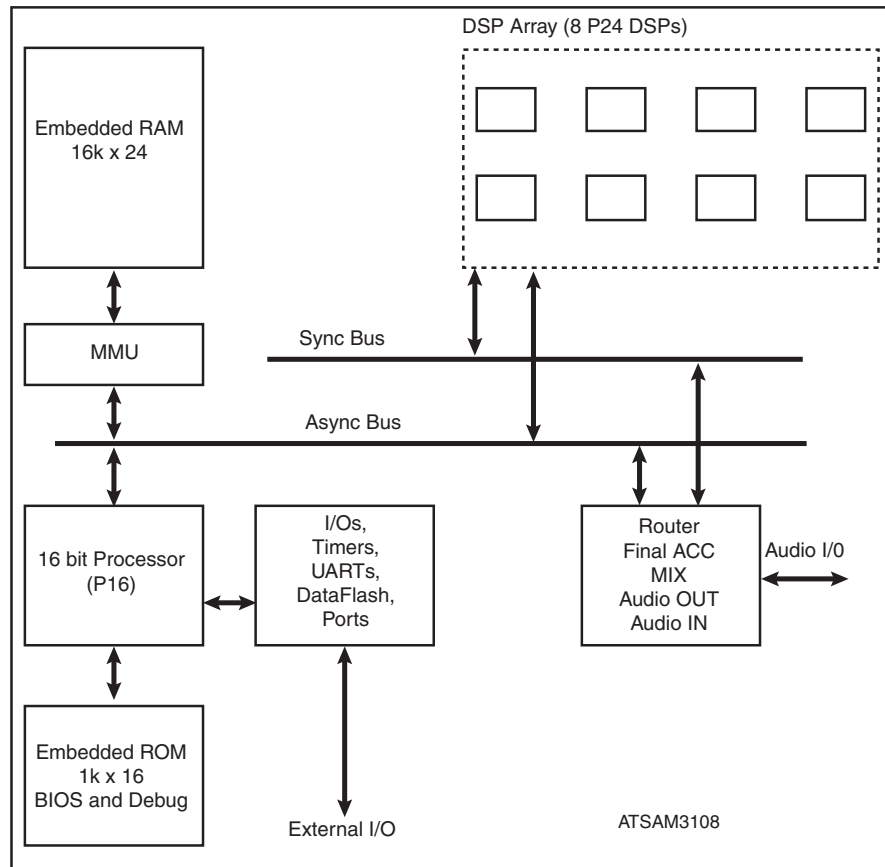 DSP Array (8 P24 DSPs)
Embedded RAM
16k x 24
MMU
Sync Bus
Async Bus
16 bit Processor
(P16)
I/Os,
Timers,
UARTs,
DataFlash,
Ports
Router
Final ACC
MIX
Audio OUT
Audio IN
Audio I/0
Embedded ROM
1k x 16
BIOS and Debug
External I/O
ATSAM3108